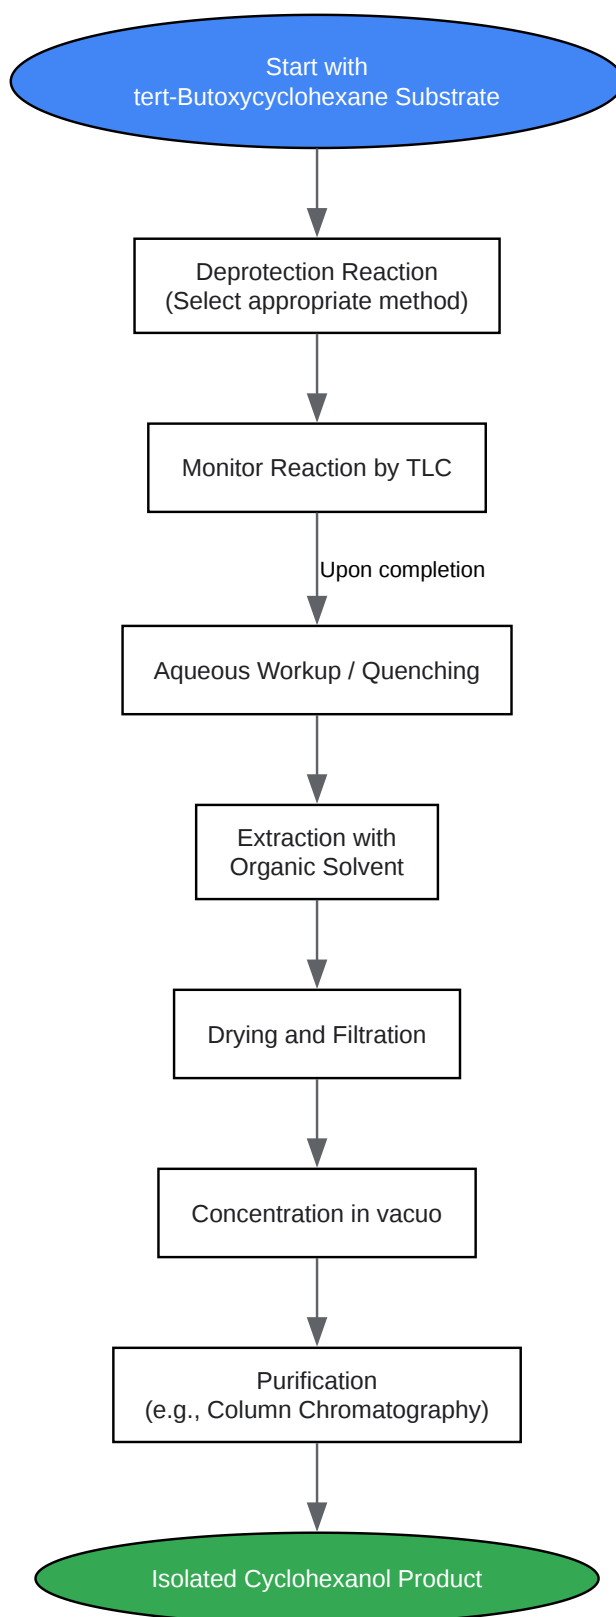 Start with
tert-Butoxycyclohexane Substrate
Deprotection Reaction
(Select appropriate method)
Monitor Reaction by TLC
Upon completion
Aqueous Workup / Quenching
Extraction with
Organic Solvent
Drying and Filtration
Concentration in vacuo
Purification
(e.g., Column Chromatography)
Isolated Cyclohexanol Product